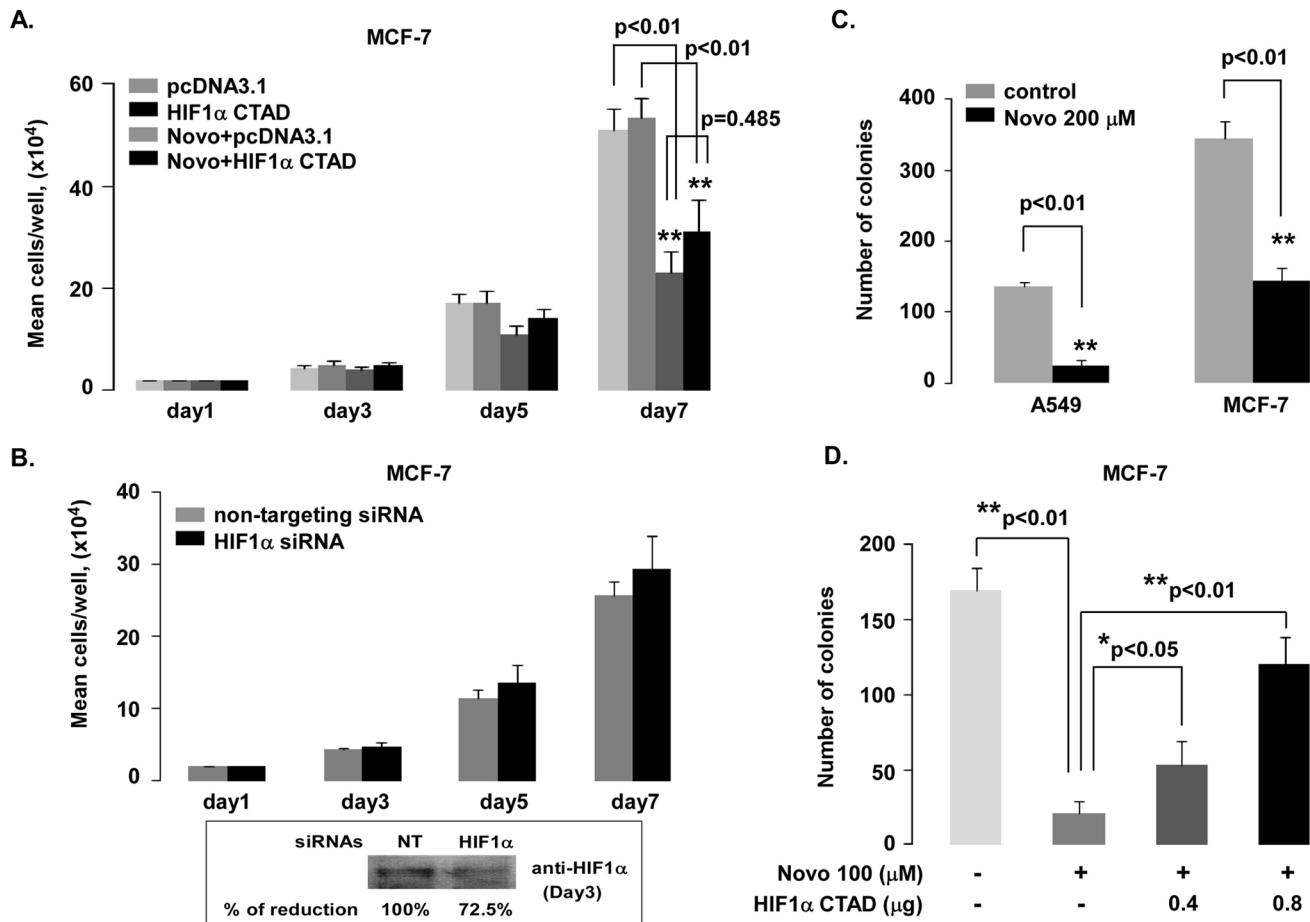 A.
MCF-7
pcDNA3.1
HIF1α CTAD
Novo+pcDNA3.1
Novo+HIF1α CTAD
p<0.01
p<0.01
p=0.485
**
**
Mean cells/well, (x10⁴)
60
40
20
0
day1 day3 day5 day7
B.
MCF-7
non-targeting siRNA
HIF1α siRNA
Mean cells/well, (x10⁴)
40
30
20
10
0
day1 day3 day5 day7
siRNAs NT HIF1α
anti-HIF1α
(Day3)
% of reduction 100% 72.5%
C.
control
Novo 200 μM
p<0.01
p<0.01
**
**
Number of colonies
400
300
200
100
0
A549 MCF-7
D.
MCF-7
**p<0.01
**p<0.01
*p<0.05
Number of colonies
200
150
100
50
0
Novo 100 (μM) - + + +
HIF1α CTAD (μg) - - 0.4 0.8